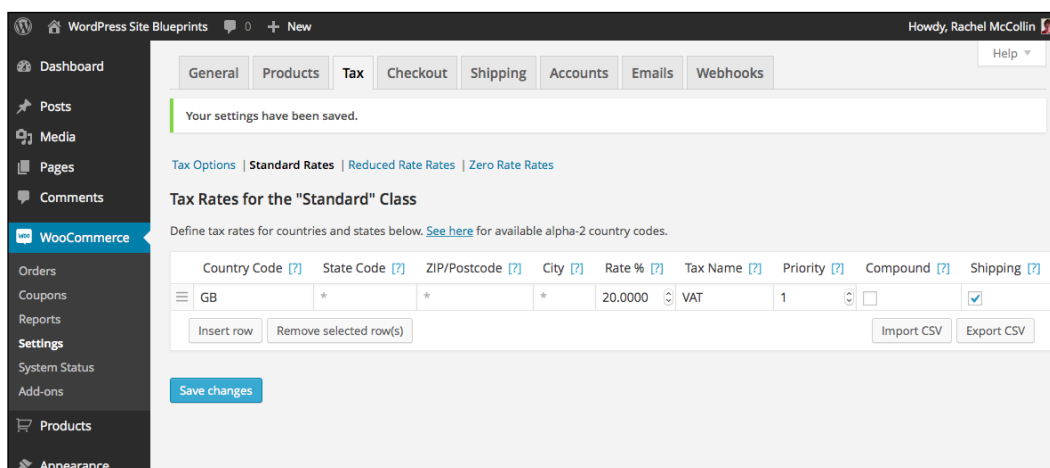 WordPress Site Blueprints 0 + New Howdy, Rachel McCollin
Help
Dashboard
Posts
Media
Pages
Comments
WooCommerce
Orders
Coupons
Reports
Settings
System Status
Add-ons
Products
Appearance
General Products Tax Checkout Shipping Accounts Emails Webhooks
Your settings have been saved.
Tax Options | Standard Rates | Reduced Rate Rates | Zero Rate Rates
Tax Rates for the "Standard" Class
Define tax rates for countries and states below. See here for available alpha-2 country codes.
Country Code [?] State Code [?] ZIP/Postcode [?] City [?] Rate % [?] Tax Name [?] Priority [?] Compound [?] Shipping [?]
GB * * * 20.0000 VAT 1
Insert row Remove selected row(s) Import CSV Export CSV
Save changes